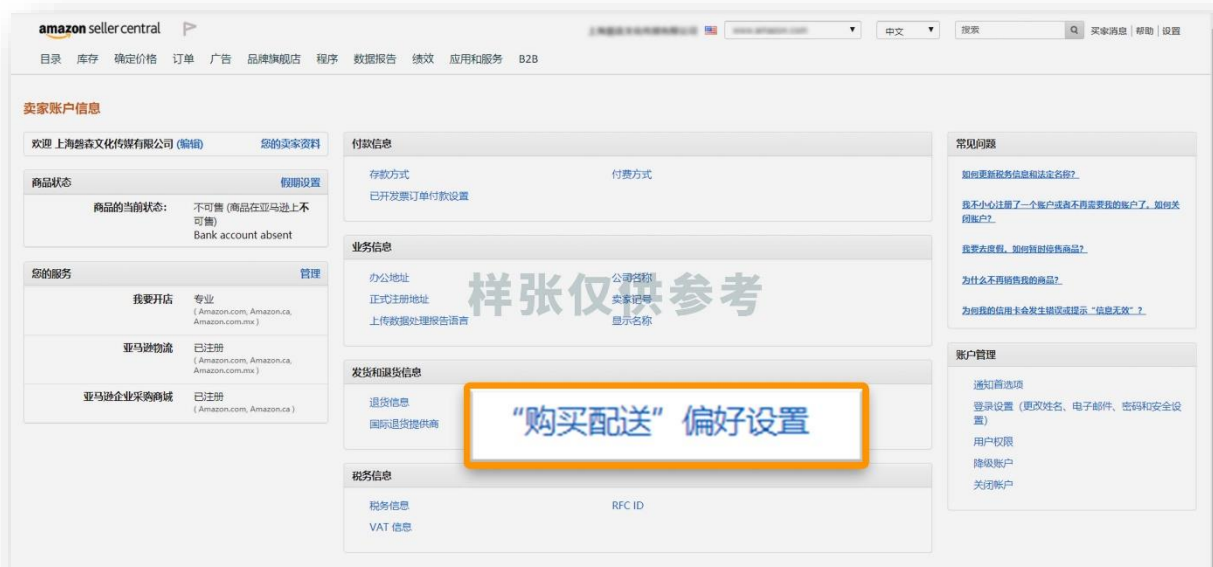 amazon seller central
中文
搜索
买家消息 | 帮助 | 设置
目录 库存 确定价格 订单 广告 品牌旗舰店 程序 数据报告 绩效 应用和服务 B2B
卖家账户信息
欢迎 上海磐森文化传媒有限公司 (编辑) 您的卖家资料
商品状态 假期设置
商品的当前状态: 不可售 (商品在亚马逊上不
可售)
Bank account absent
您的服务 管理
我要开店 专业
( Amazon.com, Amazon.ca,
Amazon.com.mx )
亚马逊物流 已注册
( Amazon.com, Amazon.ca,
Amazon.com.mx )
亚马逊企业采购商城 已注册
( Amazon.com, Amazon.ca )
付款信息
存款方式 付费方式
已开发票订单付款设置
业务信息
办公地址 公司名称
正式注册地址 卖家记号
上传数据处理报告语言 显示名称
样张仅供参考
发货和退货信息
退货信息
国际退货提供商
“购买配送”偏好设置
税务信息
税务信息 RFC ID
VAT 信息
常见问题
如何更新税务信息和法定名称?
我不小心注册了一个账户或者不再需要我的账户了。如何关
闭账户?
我要去度假。如何暂时停售商品?
为什么不再销售我的商品?
为何我的信用卡会发生错误或提示“信息无效”?
账户管理
通知首选项
登录设置 (更改姓名、电子邮件、密码和安全设
置)
用户权限
降级账户
关闭帐户